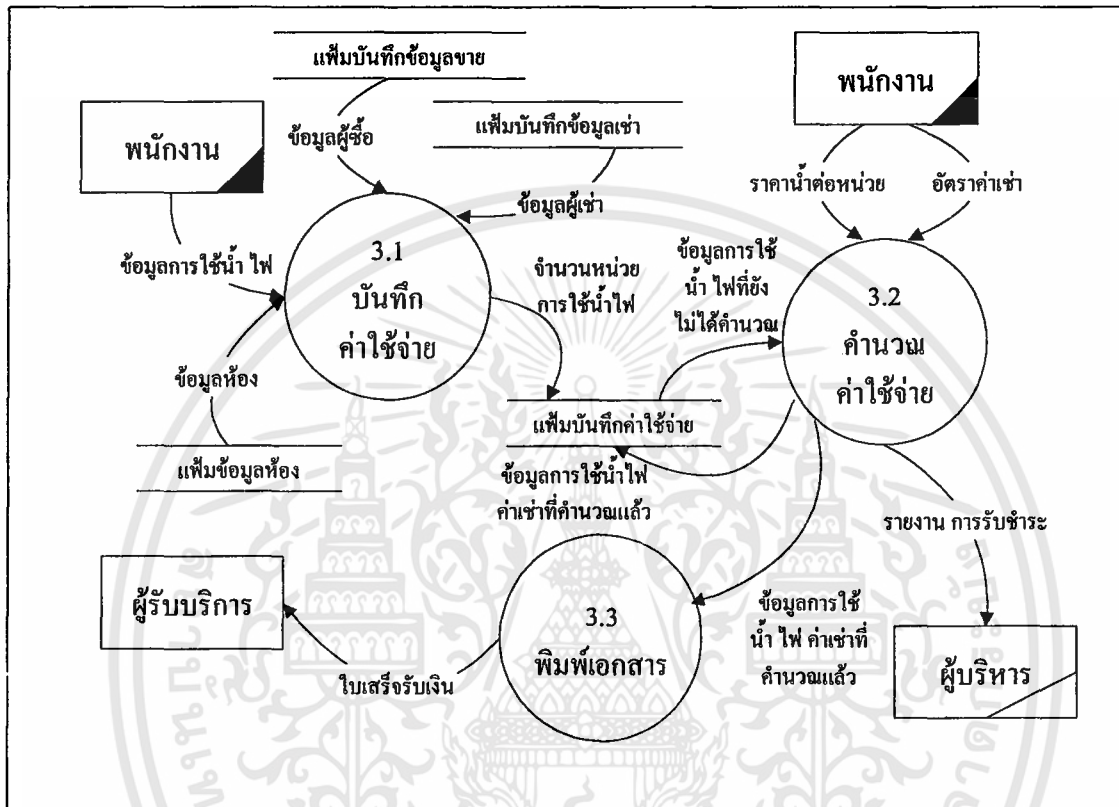 แฟ้มบันทึกข้อมูลขาย
พนักงาน
ข้อมูลผู้ซื้อ
แฟ้มบันทึกข้อมูลเช่า
พนักงาน
ข้อมูลผู้เช่า
ราคาน้ำต่อหน่วย
อัตราค่าเช่า
ข้อมูลการใช้น้ำ ไฟ
3.1
บันทึก
ค่าใช้จ่าย
จำนวนหน่วย
การใช้น้ำไฟ
ข้อมูลการใช้
น้ำ ไฟที่ยัง
ไม่ได้คำนวณ
3.2
คำนวณ
ค่าใช้จ่าย
ข้อมูลห้อง
แฟ้มข้อมูลห้อง
แฟ้มบันทึกค่าใช้จ่าย
ข้อมูลการใช้น้ำไฟ
ค่าเช่าที่คำนวณแล้ว
รายงาน การรับชำระ
ผู้รับบริการ
3.3
พิมพ์เอกสาร
ข้อมูลการใช้
น้ำ ไฟ ค่าเช่าที่
คำนวณแล้ว
ผู้บริหาร
ใบเสร็จรับเงิน